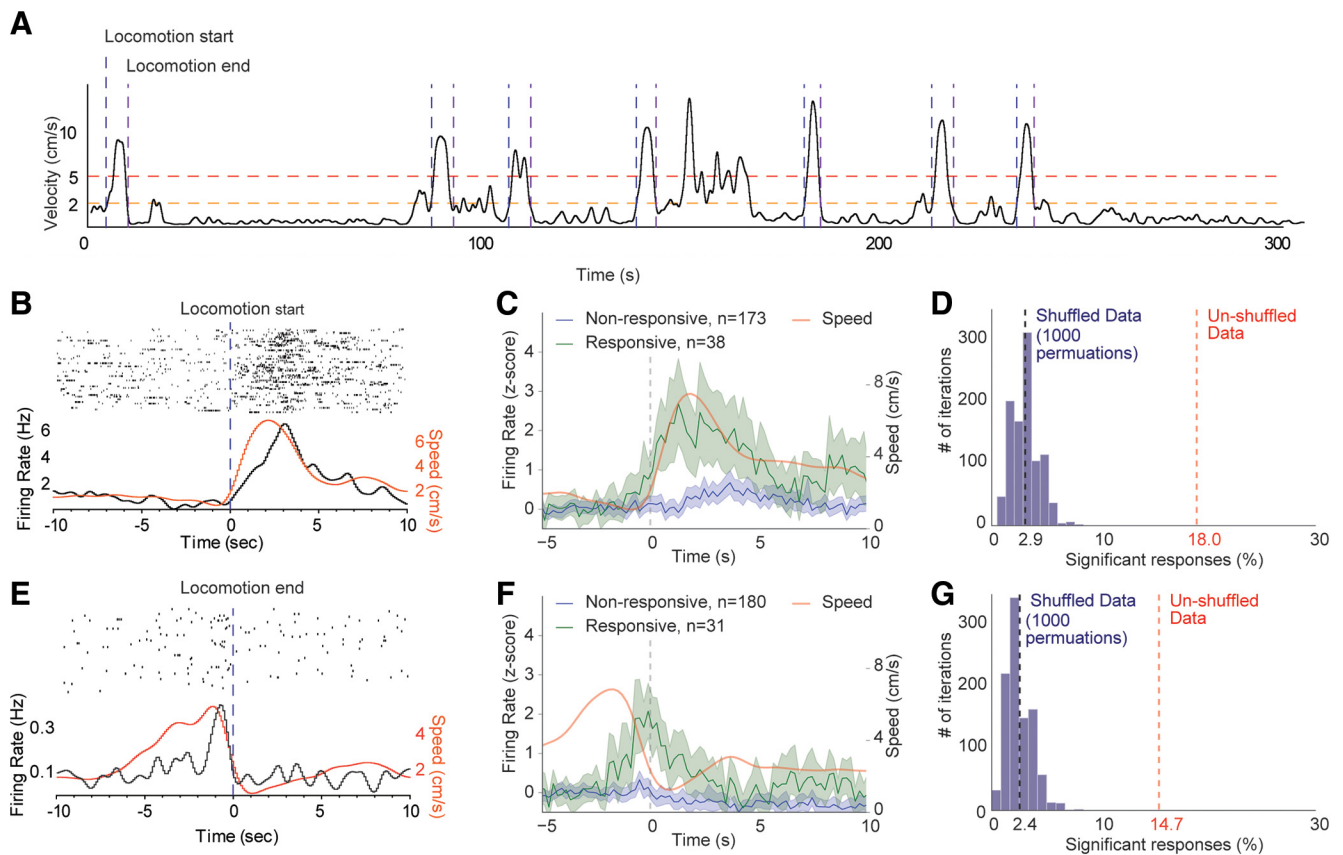 A
Locomotion start
Locomotion end
Velocity (cm/s)
10
5
2
0
100
200
300
Time (s)
B
Locomotion start
Firing Rate (Hz)
6
4
2
6
4
2
Speed (cm/s)
-10
-5
0
5
10
Time (sec)
C
Non-responsive, n=173
Responsive, n=38
Speed
Firing Rate (z-score)
4
3
2
1
0
8
4
0
Speed (cm/s)
−5
0
5
10
Time (s)
D
Shuffled Data
(1000
permuations)
Un-shuffled
Data
# of iterations
300
200
100
0
0
2.9
10
18.0
30
Significant responses (%)
E
Locomotion end
Firing Rate (Hz)
0.3
0.1
4
2
Speed (cm/s)
-10
-5
0
5
10
Time (sec)
F
Non-responsive, n=180
Responsive, n=31
Speed
Firing Rate (z-score)
4
3
2
1
0
8
4
0
Speed (cm/s)
−5
0
5
10
Time (s)
G
Shuffled Data
(1000
permuations)
Un-shuffled
Data
# of iterations
300
200
100
0
0
2.4
10
14.7
30
Significant responses (%)